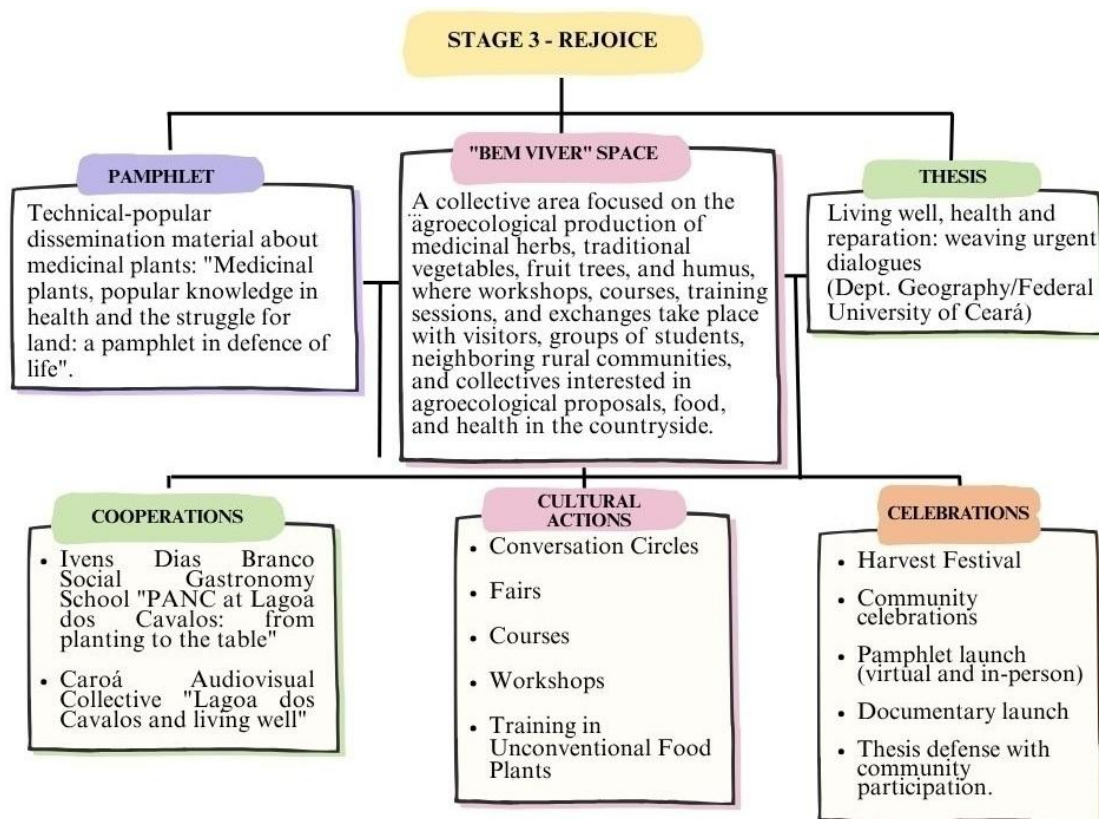 STAGE 3 - REJOICE
PAMPHLET
Technical-popular
dissemination material about
medicinal plants: "Medicinal
plants, popular knowledge in
health and the struggle for
land: a pamphlet in defence of
life".
"BEM VIVER" SPACE
A collective area focused on the
agroecological production of
medicinal herbs, traditional
vegetables, fruit trees, and humus,
where workshops, courses, training
sessions, and exchanges take place
with visitors, groups of students,
neighboring rural communities,
and collectives interested in
agroecological proposals, food,
and health in the countryside.
THESIS
Living well, health and
reparation: weaving urgent
dialogues
(Dept. Geography/Federal
University of Ceará)
COOPERATIONS
• Ivens Dias Branco
Social Gastronomy
School "PANC at Lagoa
dos Cavalos: from
planting to the table"
• Caroá Audiovisual
Collective "Lagoa dos
Cavalos and living well"
CULTURAL
ACTIONS
• Conversation Circles
• Fairs
• Courses
• Workshops
• Training in
Unconventional Food
Plants
CELEBRATIONS
• Harvest Festival
• Community
celebrations
• Pamphlet launch
(virtual and in-person)
• Documentary launch
• Thesis defense with
community
participation.